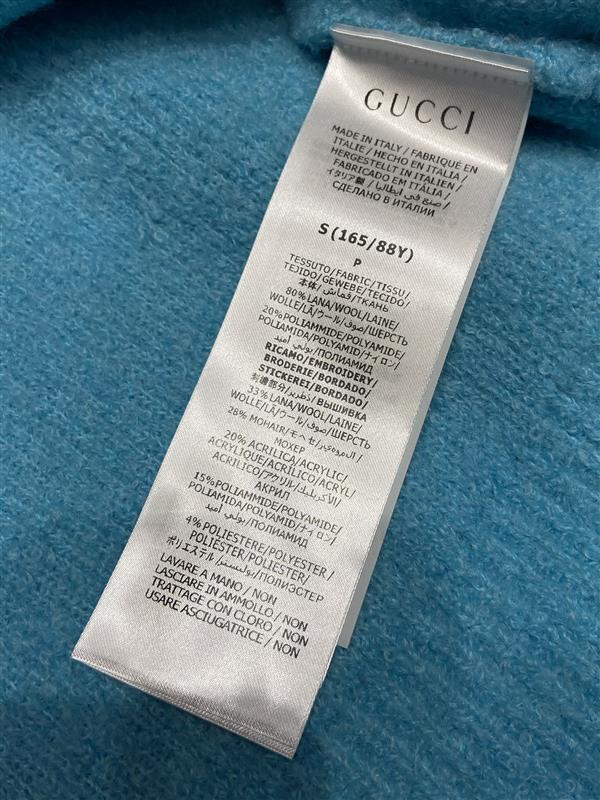 GUCCI
MADE IN ITALY / FABRIQUÉ EN
ITALIE / HECHO EN ITALIA /
HERGESTELLT IN ITALIEN /
FABRICADO EM ITÁLIA /
イタリア製 / صنع في ايطاليا /
СДЕЛАНО В ИТАЛИИ
S (165/88Y)
P
TESSUTO/FABRIC/TISSU/
TEJIDO/GEWEBE/TECIDO/
本体/قماش/ТКАНЬ
80%LANA/WOOL/LAINE/
WOLLE/LÃ/ウール/صوف/ШЕРСТЬ
20%POLIAMMIDE/POLYAMIDE/
POLIAMIDA/POLYAMID/ナイロン/
بولي أميد/ПОЛИАМИД
RICAMO/EMBROIDERY/
BRODERIE/BORDADO/
STICKEREI/BORDADO/
刺繍部分/تطريز/ВЫШИВКА
33%LANA/WOOL/LAINE/
WOLLE/LÃ/ウール/صوف/ШЕРСТЬ
28% MOHAIR/モヘヤ/
МОХЕР
20% ACRILICA/ACRYLIC/
ACRYLIQUE/ACRÍLICO/ACRYL/
ACRÍLICO/アクリル/الأكريليك/
АКРИЛ
15%POLIAMMIDE/POLYAMIDE/
POLIAMIDA/POLYAMID/ナイロン/
بولي أميد/ПОЛИАМИД
4% POLIESTERE/POLYESTER/
POLIÉSTER/POLIESTER/
ポリエステル/بوليستر/ПОЛИЭСТЕР
LAVARE A MANO / NON
LASCIARE IN AMMOLLO / NON
TRATTAGE CON CLORO / NON
USARE ASCIUGATRICE / NON